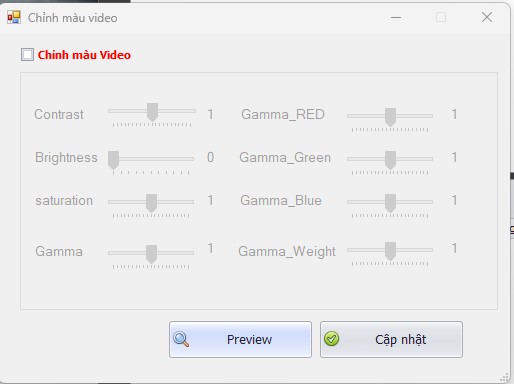 Chỉnh màu video
Chỉnh màu Video
Contrast 1 Gamma_RED 1
Brightness 0 Gamma_Green 1
saturation 1 Gamma_Blue 1
Gamma 1 Gamma_Weight 1
Preview Cập nhật